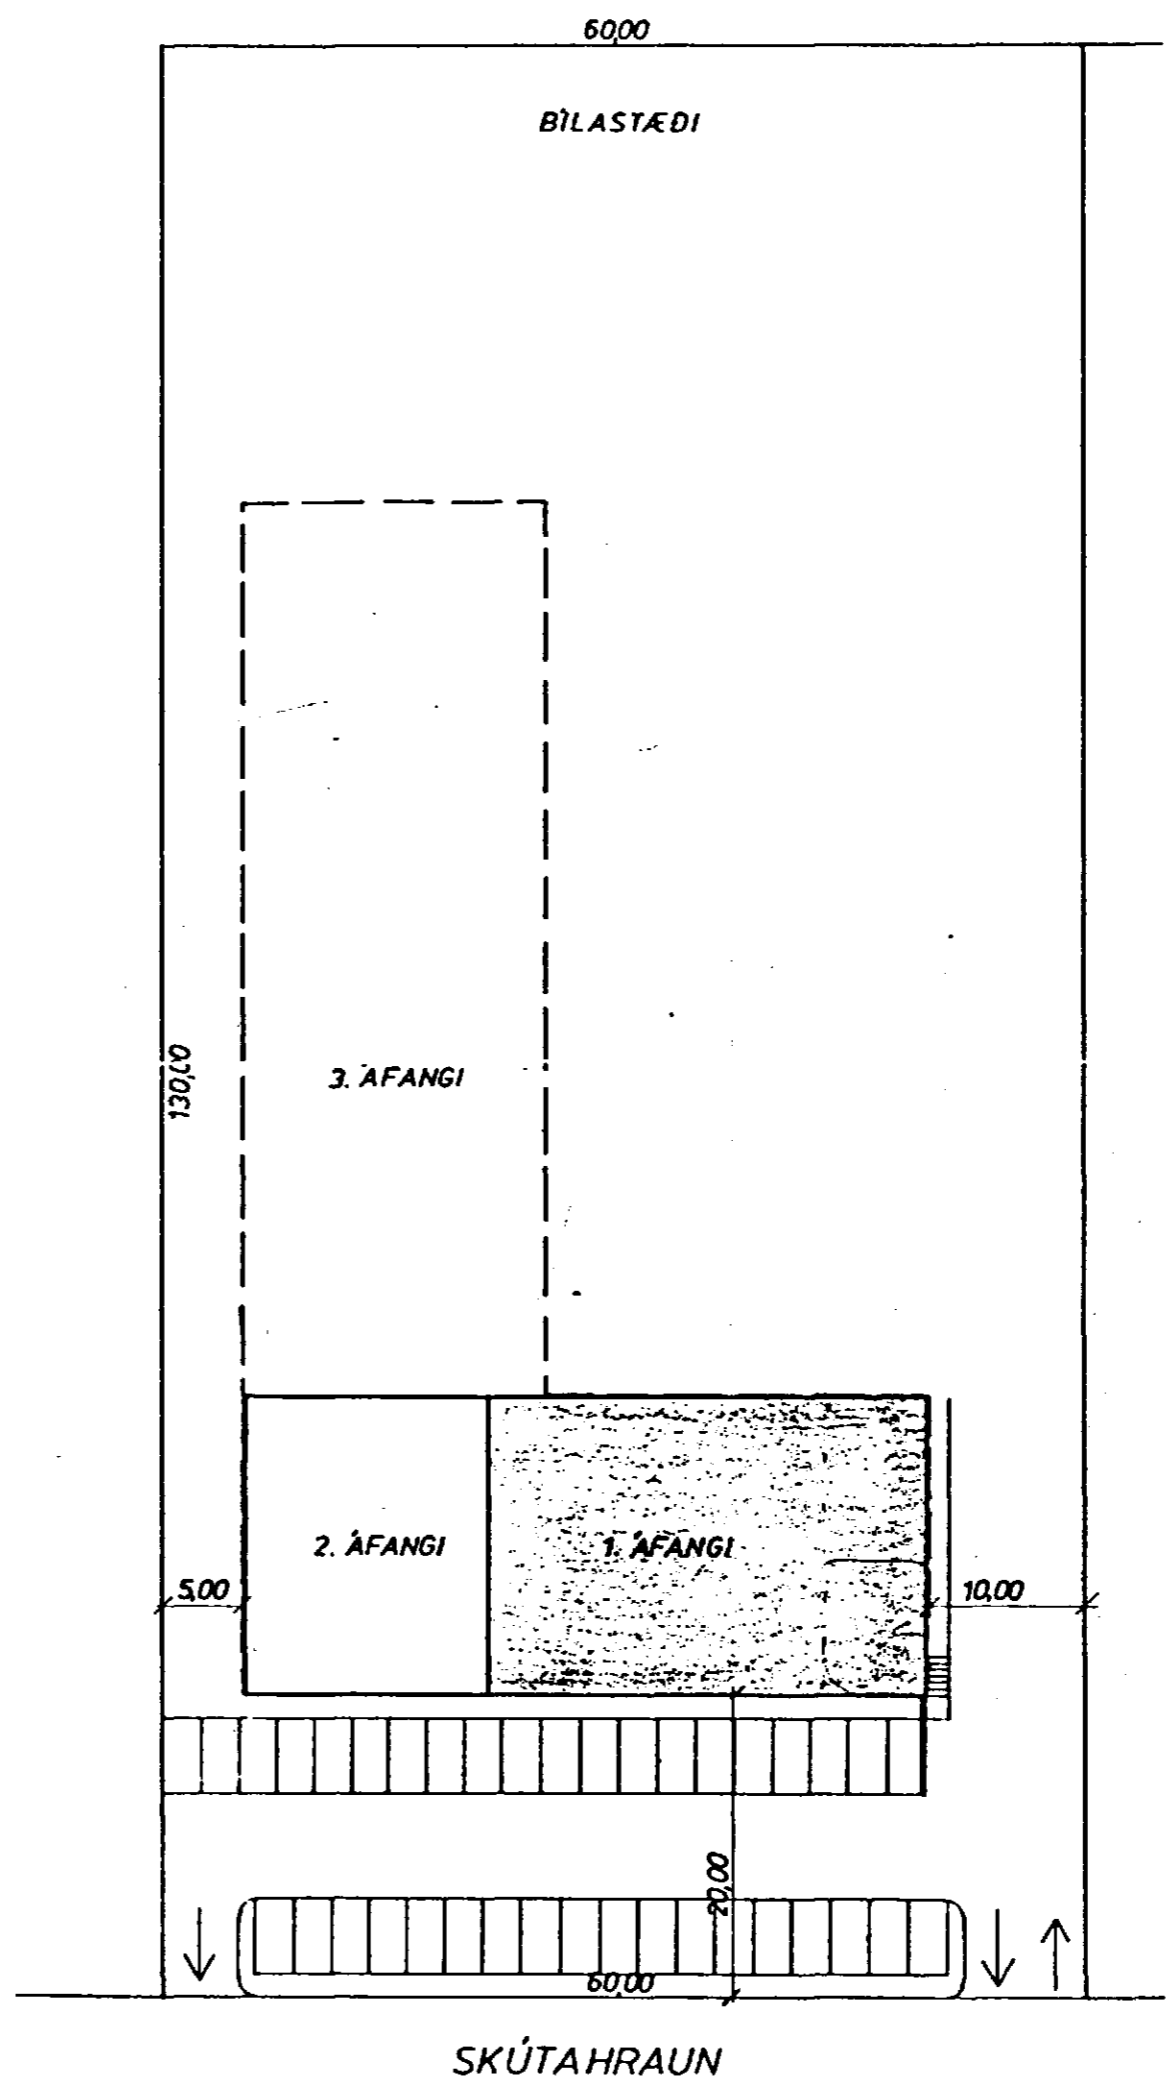 60,00
BÍLASTÆÐI
130,00
3. ÁFANGI
2. ÁFANGI
1. ÁFANGI
5,00
10,00
20,00
60,00
SKÚTAHRAUN